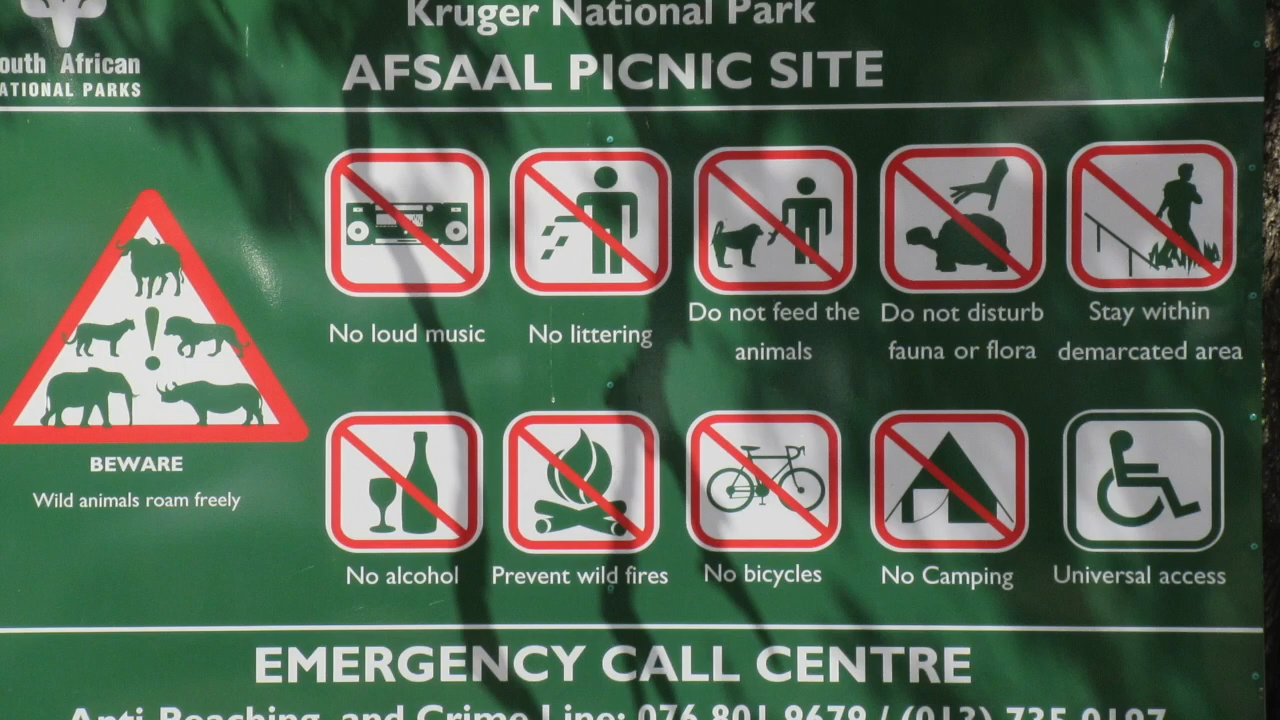 Kruger National Park
AFSAAL PICNIC SITE
outh African
ATIONAL PARKS
No loud music
No littering
Do not feed the
animals
Do not disturb
fauna or flora
Stay within
demarcated area
BEWARE
Wild animals roam freely
No alcohol
Prevent wild fires
No bicycles
No Camping
Universal access
EMERGENCY CALL CENTRE
Anti Poaching and Crime Line: 076 801 9679 / (013) 735 0197